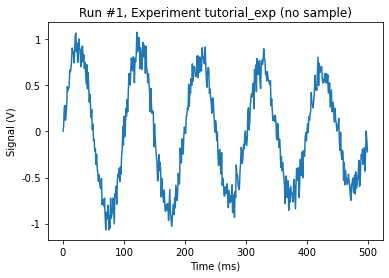 Run #1, Experiment tutorial_exp (no sample)
1
0.5
0
-0.5
-1
Signal (V)
0 100 200 300 400 500
Time (ms)